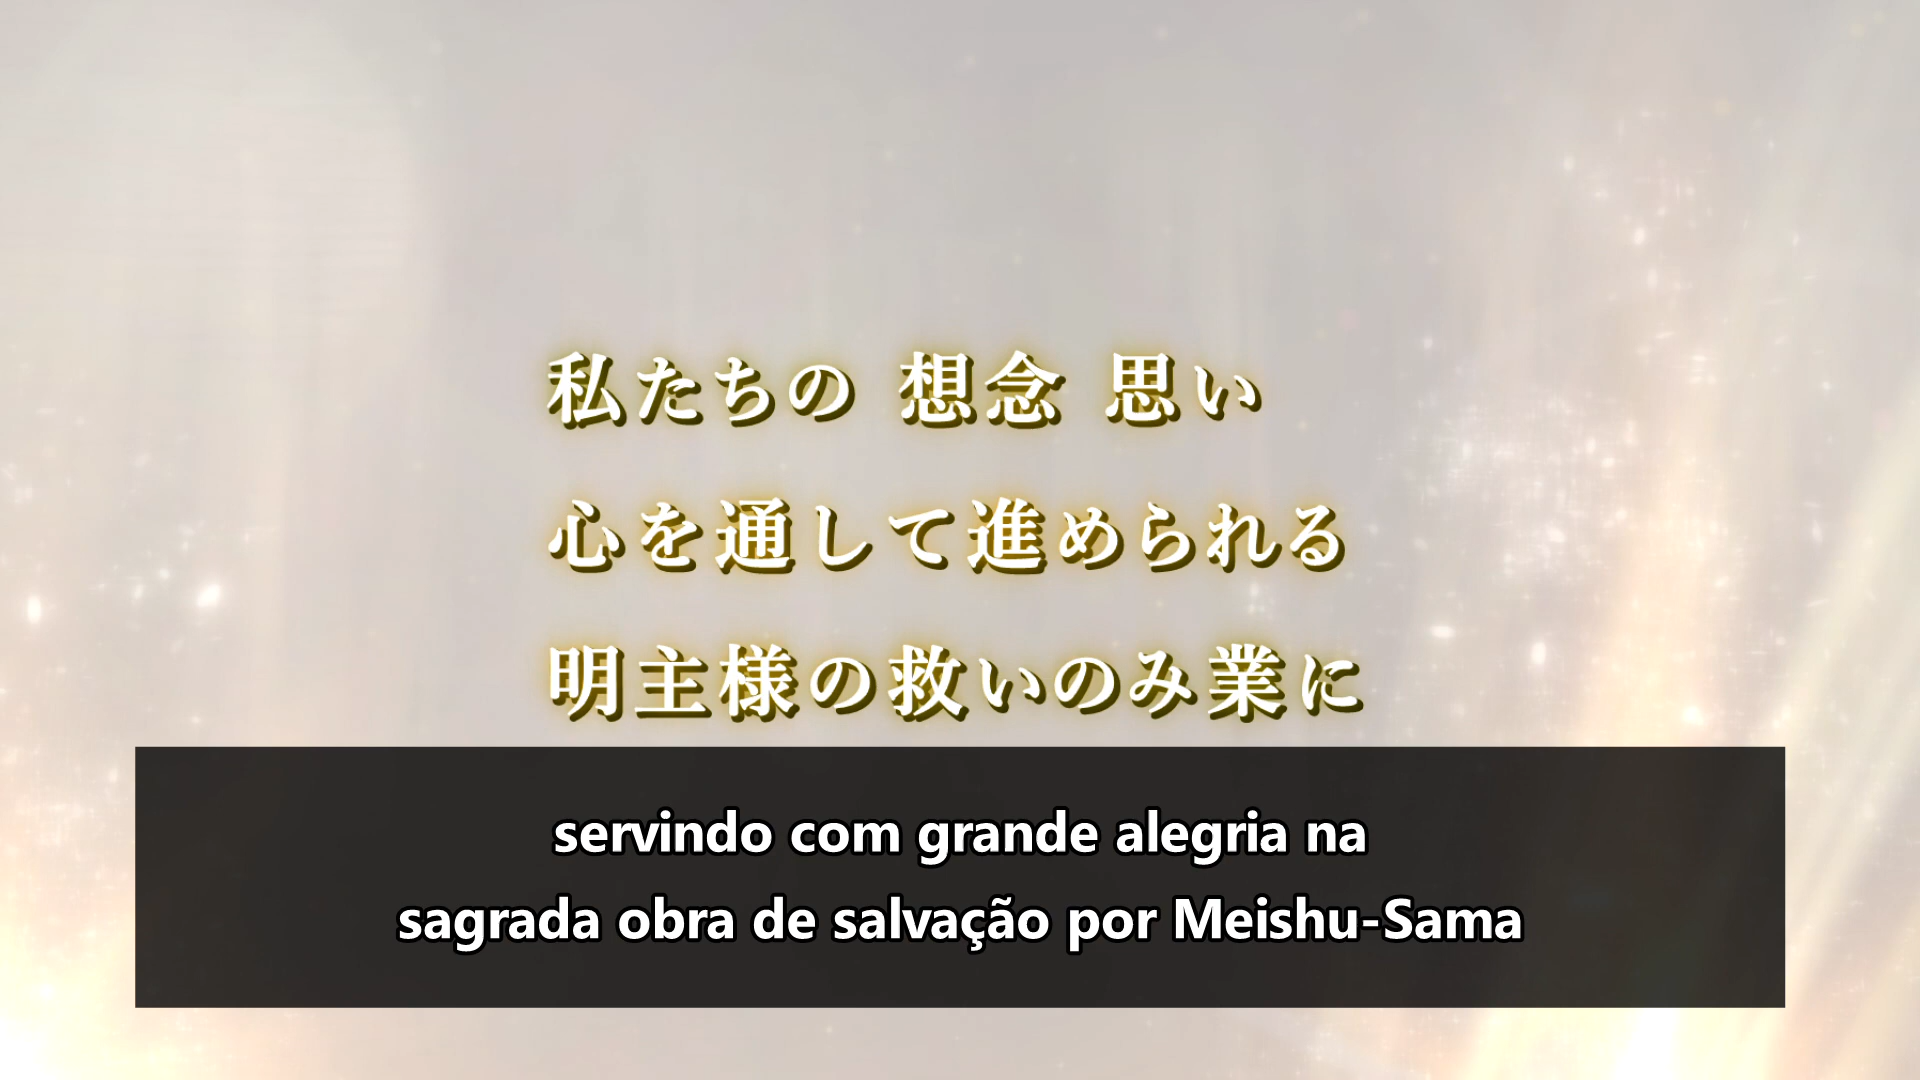 私たちの 想念 思い
心を通して進められる
明主様の救いのみ業に
servindo com grande alegria na
sagrada obra de salvação por Meishu-Sama